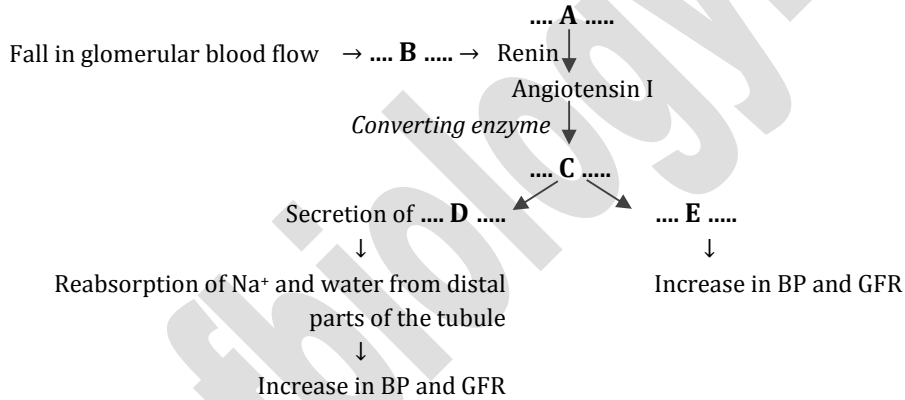 .... A .....
Fall in glomerular blood flow → .... B ..... → Renin
Angiotensin I
Converting enzyme
.... C .....
Secretion of .... D ..... .... E .....
↓ ↓
Reabsorption of Na⁺ and water from distal Increase in BP and GFR
parts of the tubule
↓
Increase in BP and GFR